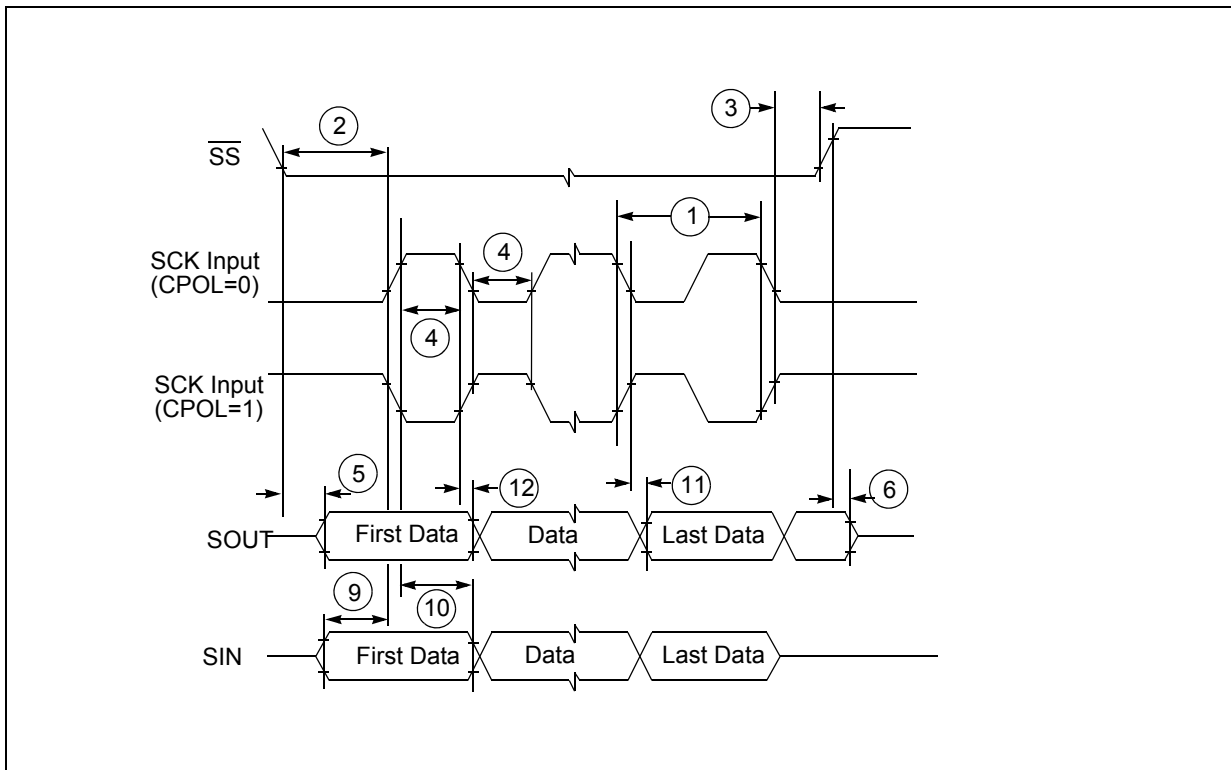 3
2
SS
1
SCK Input
(CPOL=0)
4
4
SCK Input
(CPOL=1)
5
12
11
6
SOUT
First Data
Data
Last Data
9
10
SIN
First Data
Data
Last Data